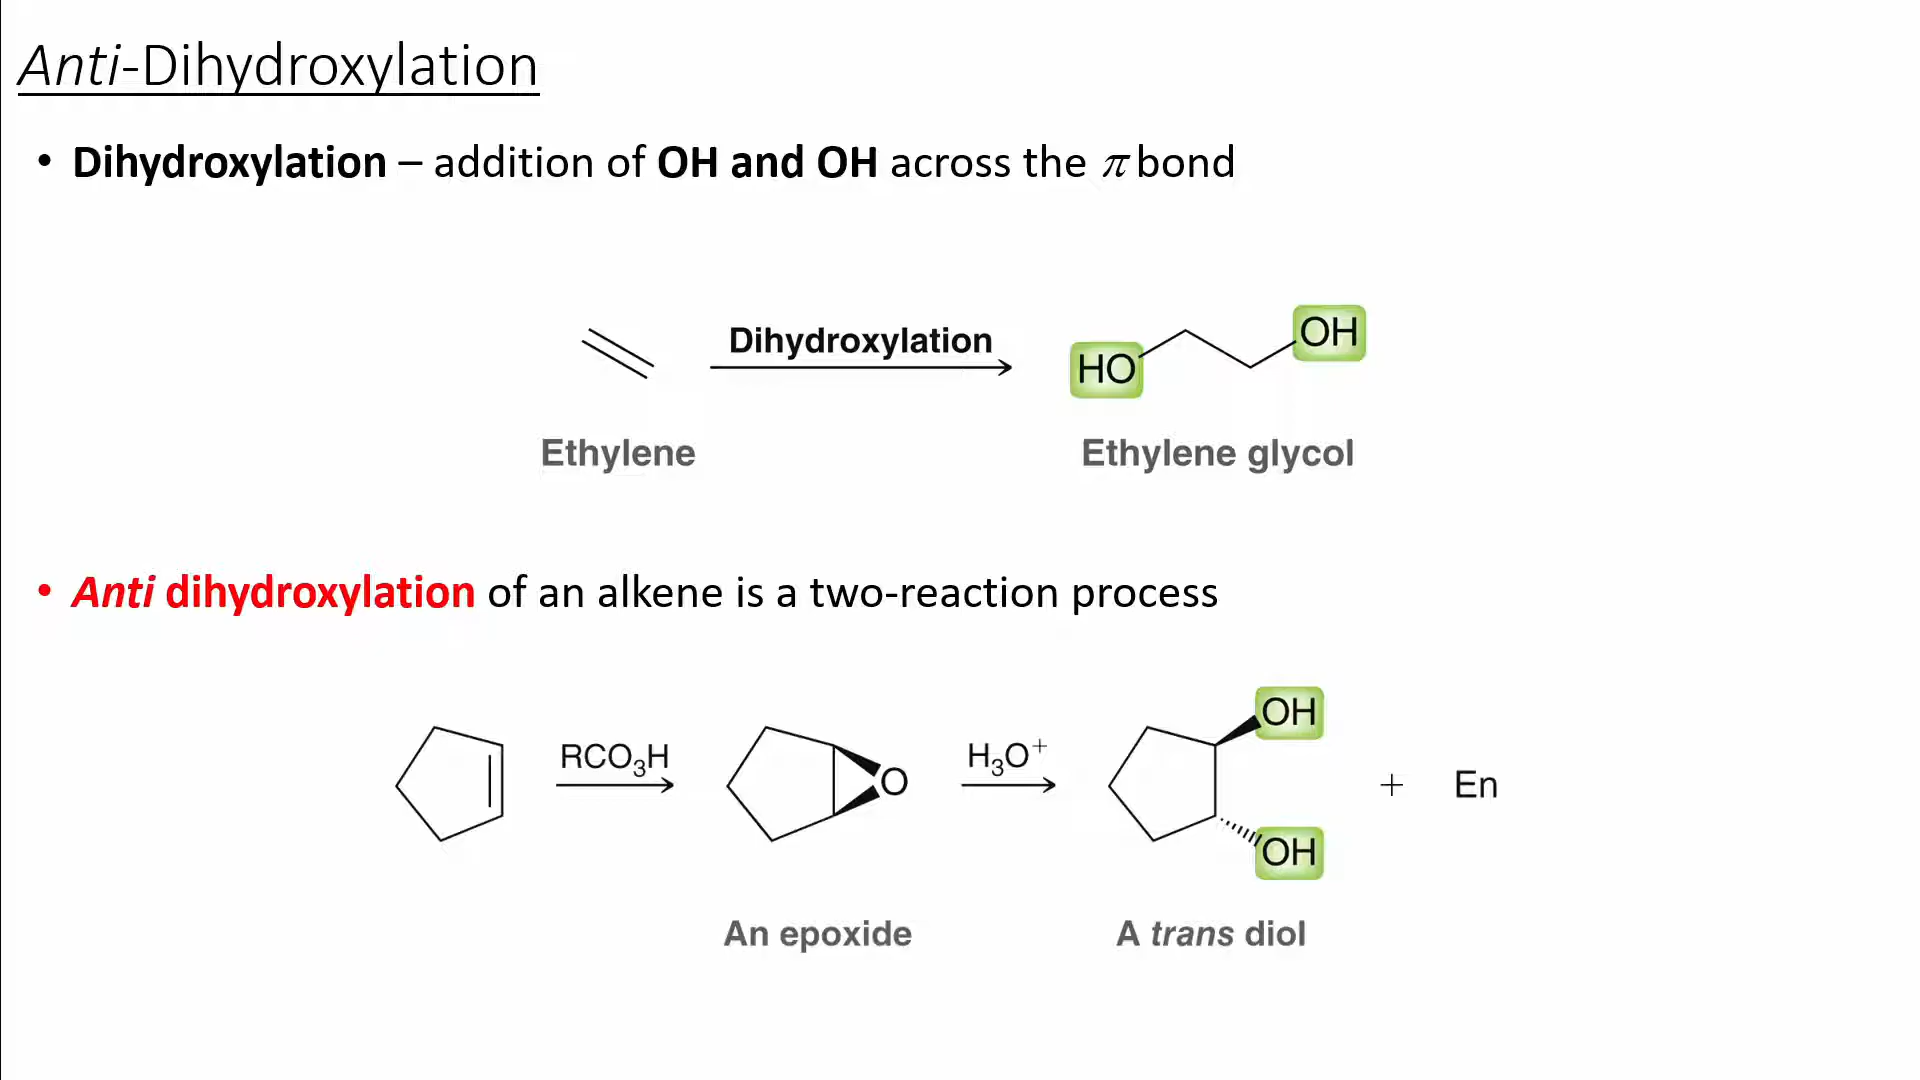 Anti-Dihydroxylation
• Dihydroxylation – addition of OH and OH across the π bond
Dihydroxylation
HO
OH
Ethylene
Ethylene glycol
• Anti dihydroxylation of an alkene is a two-reaction process
RCO₃H
O
H₃O⁺
OH
OH
+ En
An epoxide
A trans diol